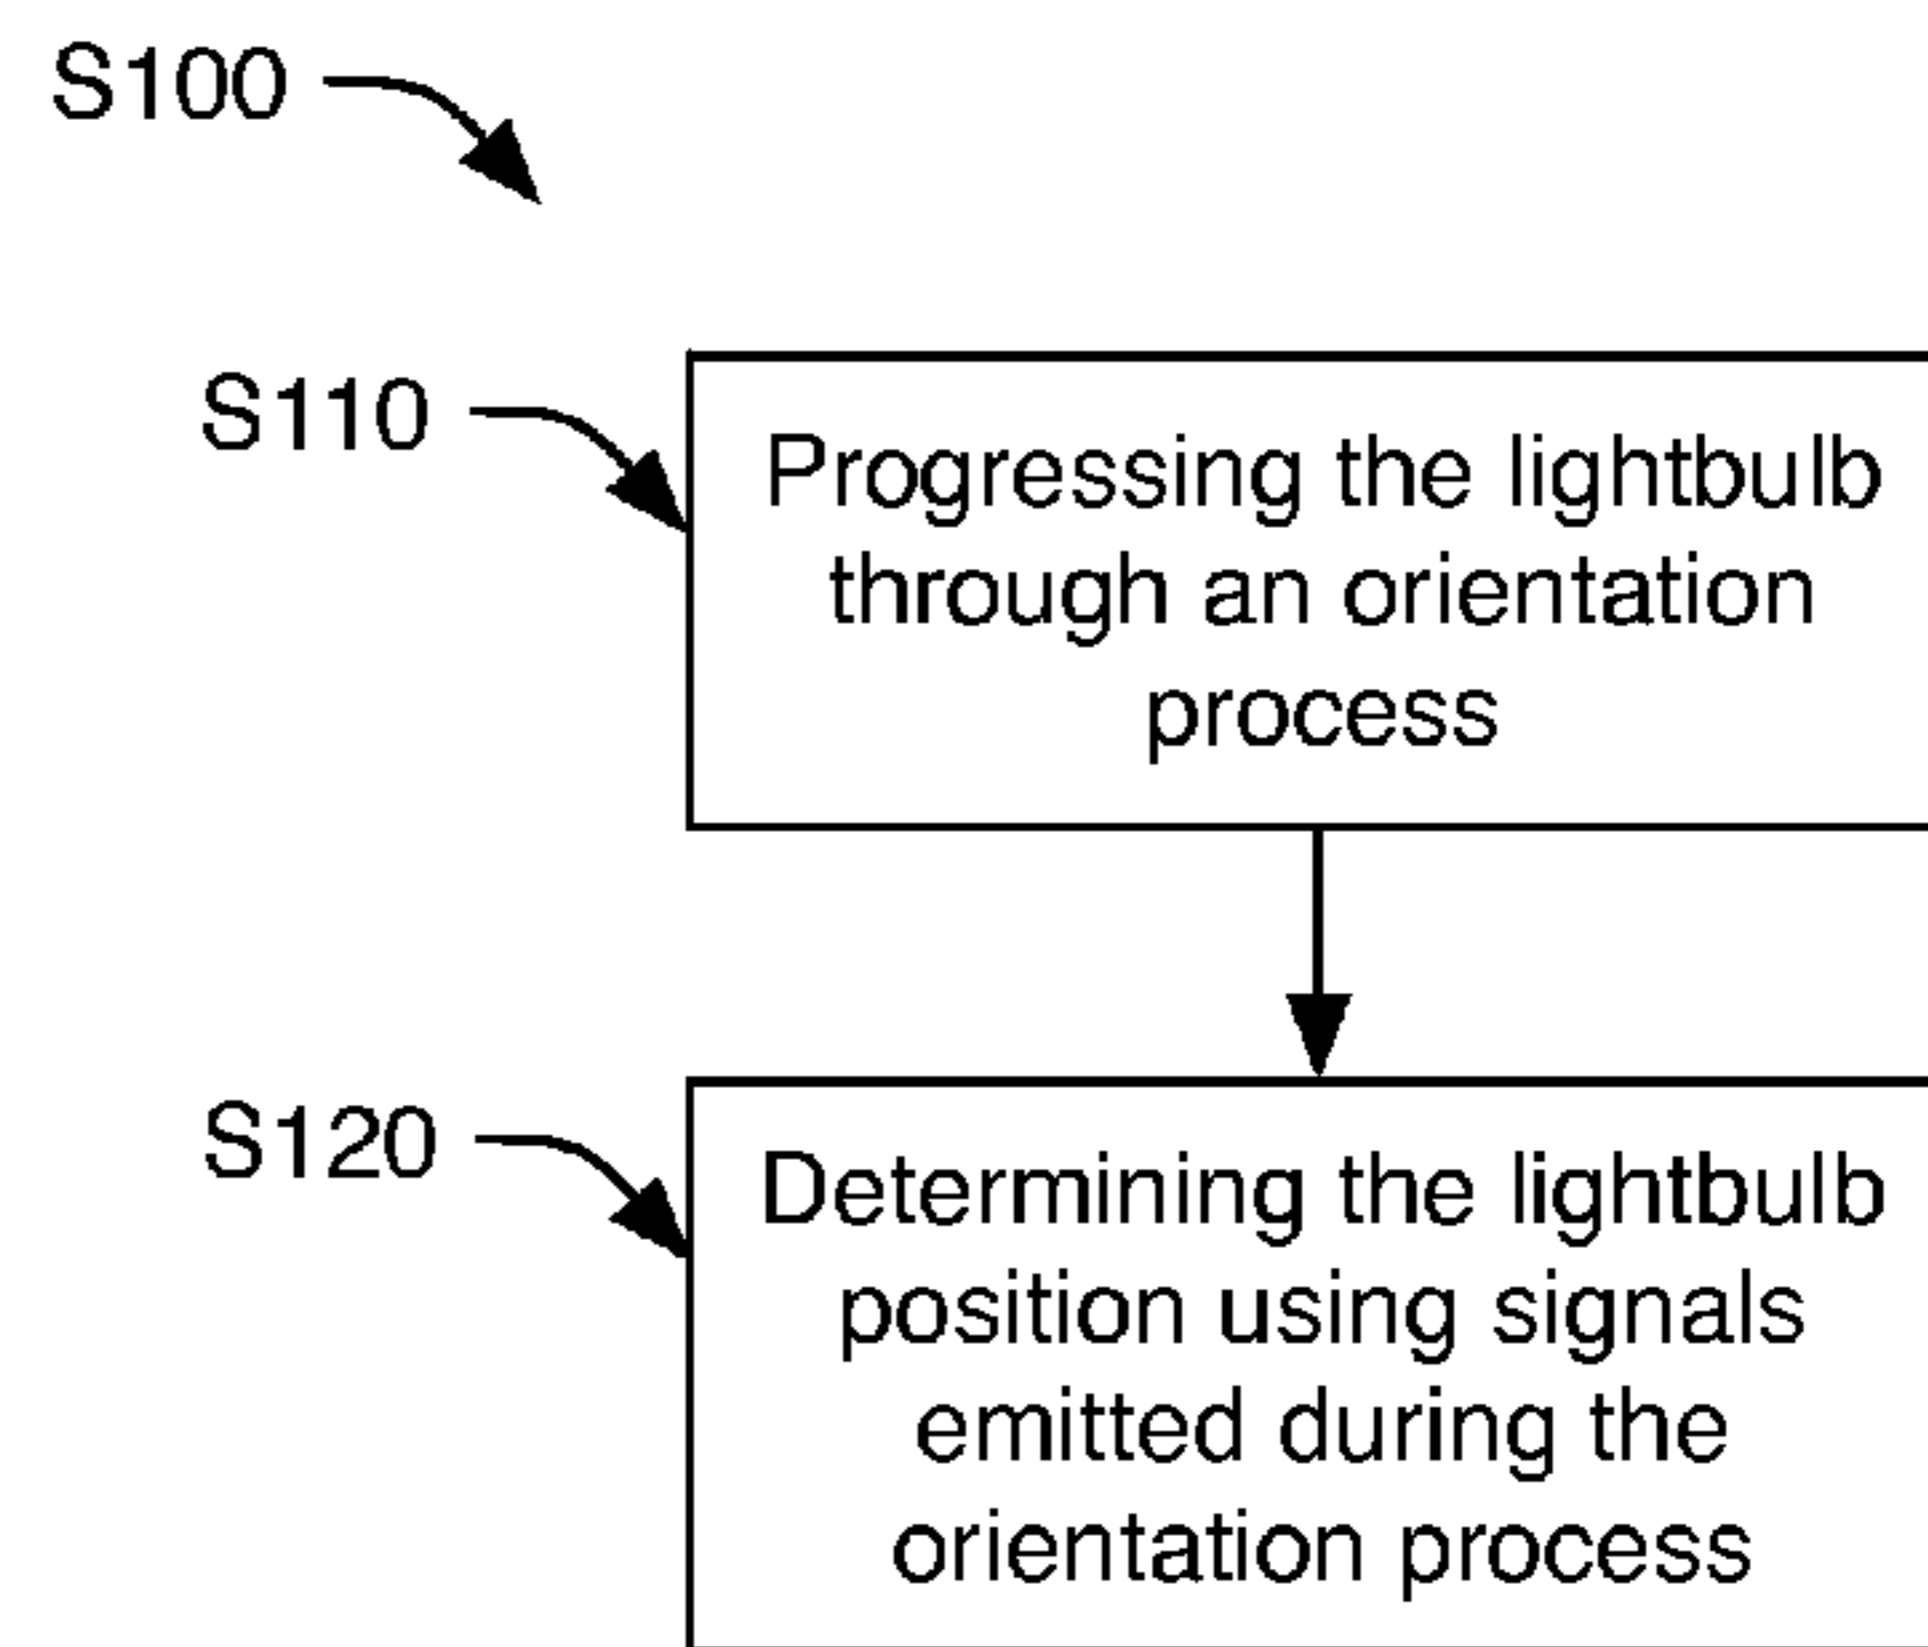 S100
S110
Progressing the lightbulb
through an orientation
process
S120
Determining the lightbulb
position using signals
emitted during the
orientation process